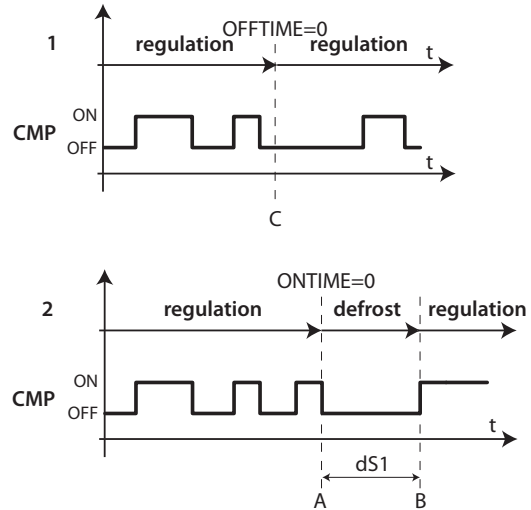 OFFTIME=0
1 regulation regulation t
ON
CMP
OFF
t
C
ONTIME=0
2 regulation defrost regulation
ON
CMP
OFF
t
dS1
A B